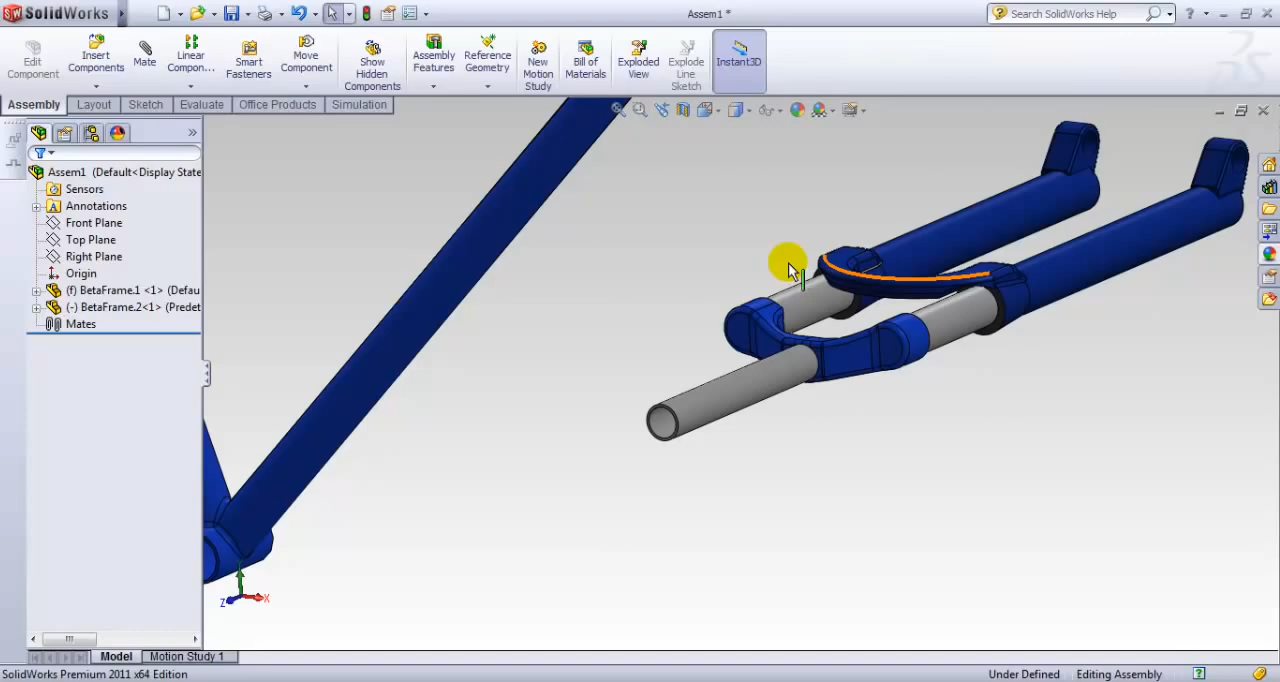 SolidWorks
Assem1 *
Search SolidWorks Help
Edit
Component
Insert
Components
Mate
Linear
Compon...
Smart
Fasteners
Move
Component
Show
Hidden
Components
Assembly
Features
Reference
Geometry
New
Motion
Study
Bill of
Materials
Exploded
View
Explode
Line
Sketch
Instant3D
Assembly
Layout
Sketch
Evaluate
Office Products
Simulation
Assem1 (Default<Display State
Sensors
Annotations
Front Plane
Top Plane
Right Plane
Origin
(f) BetaFrame.1 <1> (Defau
(-) BetaFrame.2<1> (Predet
Mates
Z
X
Model
Motion Study 1
SolidWorks Premium 2011 x64 Edition
Under Defined
Editing Assembly